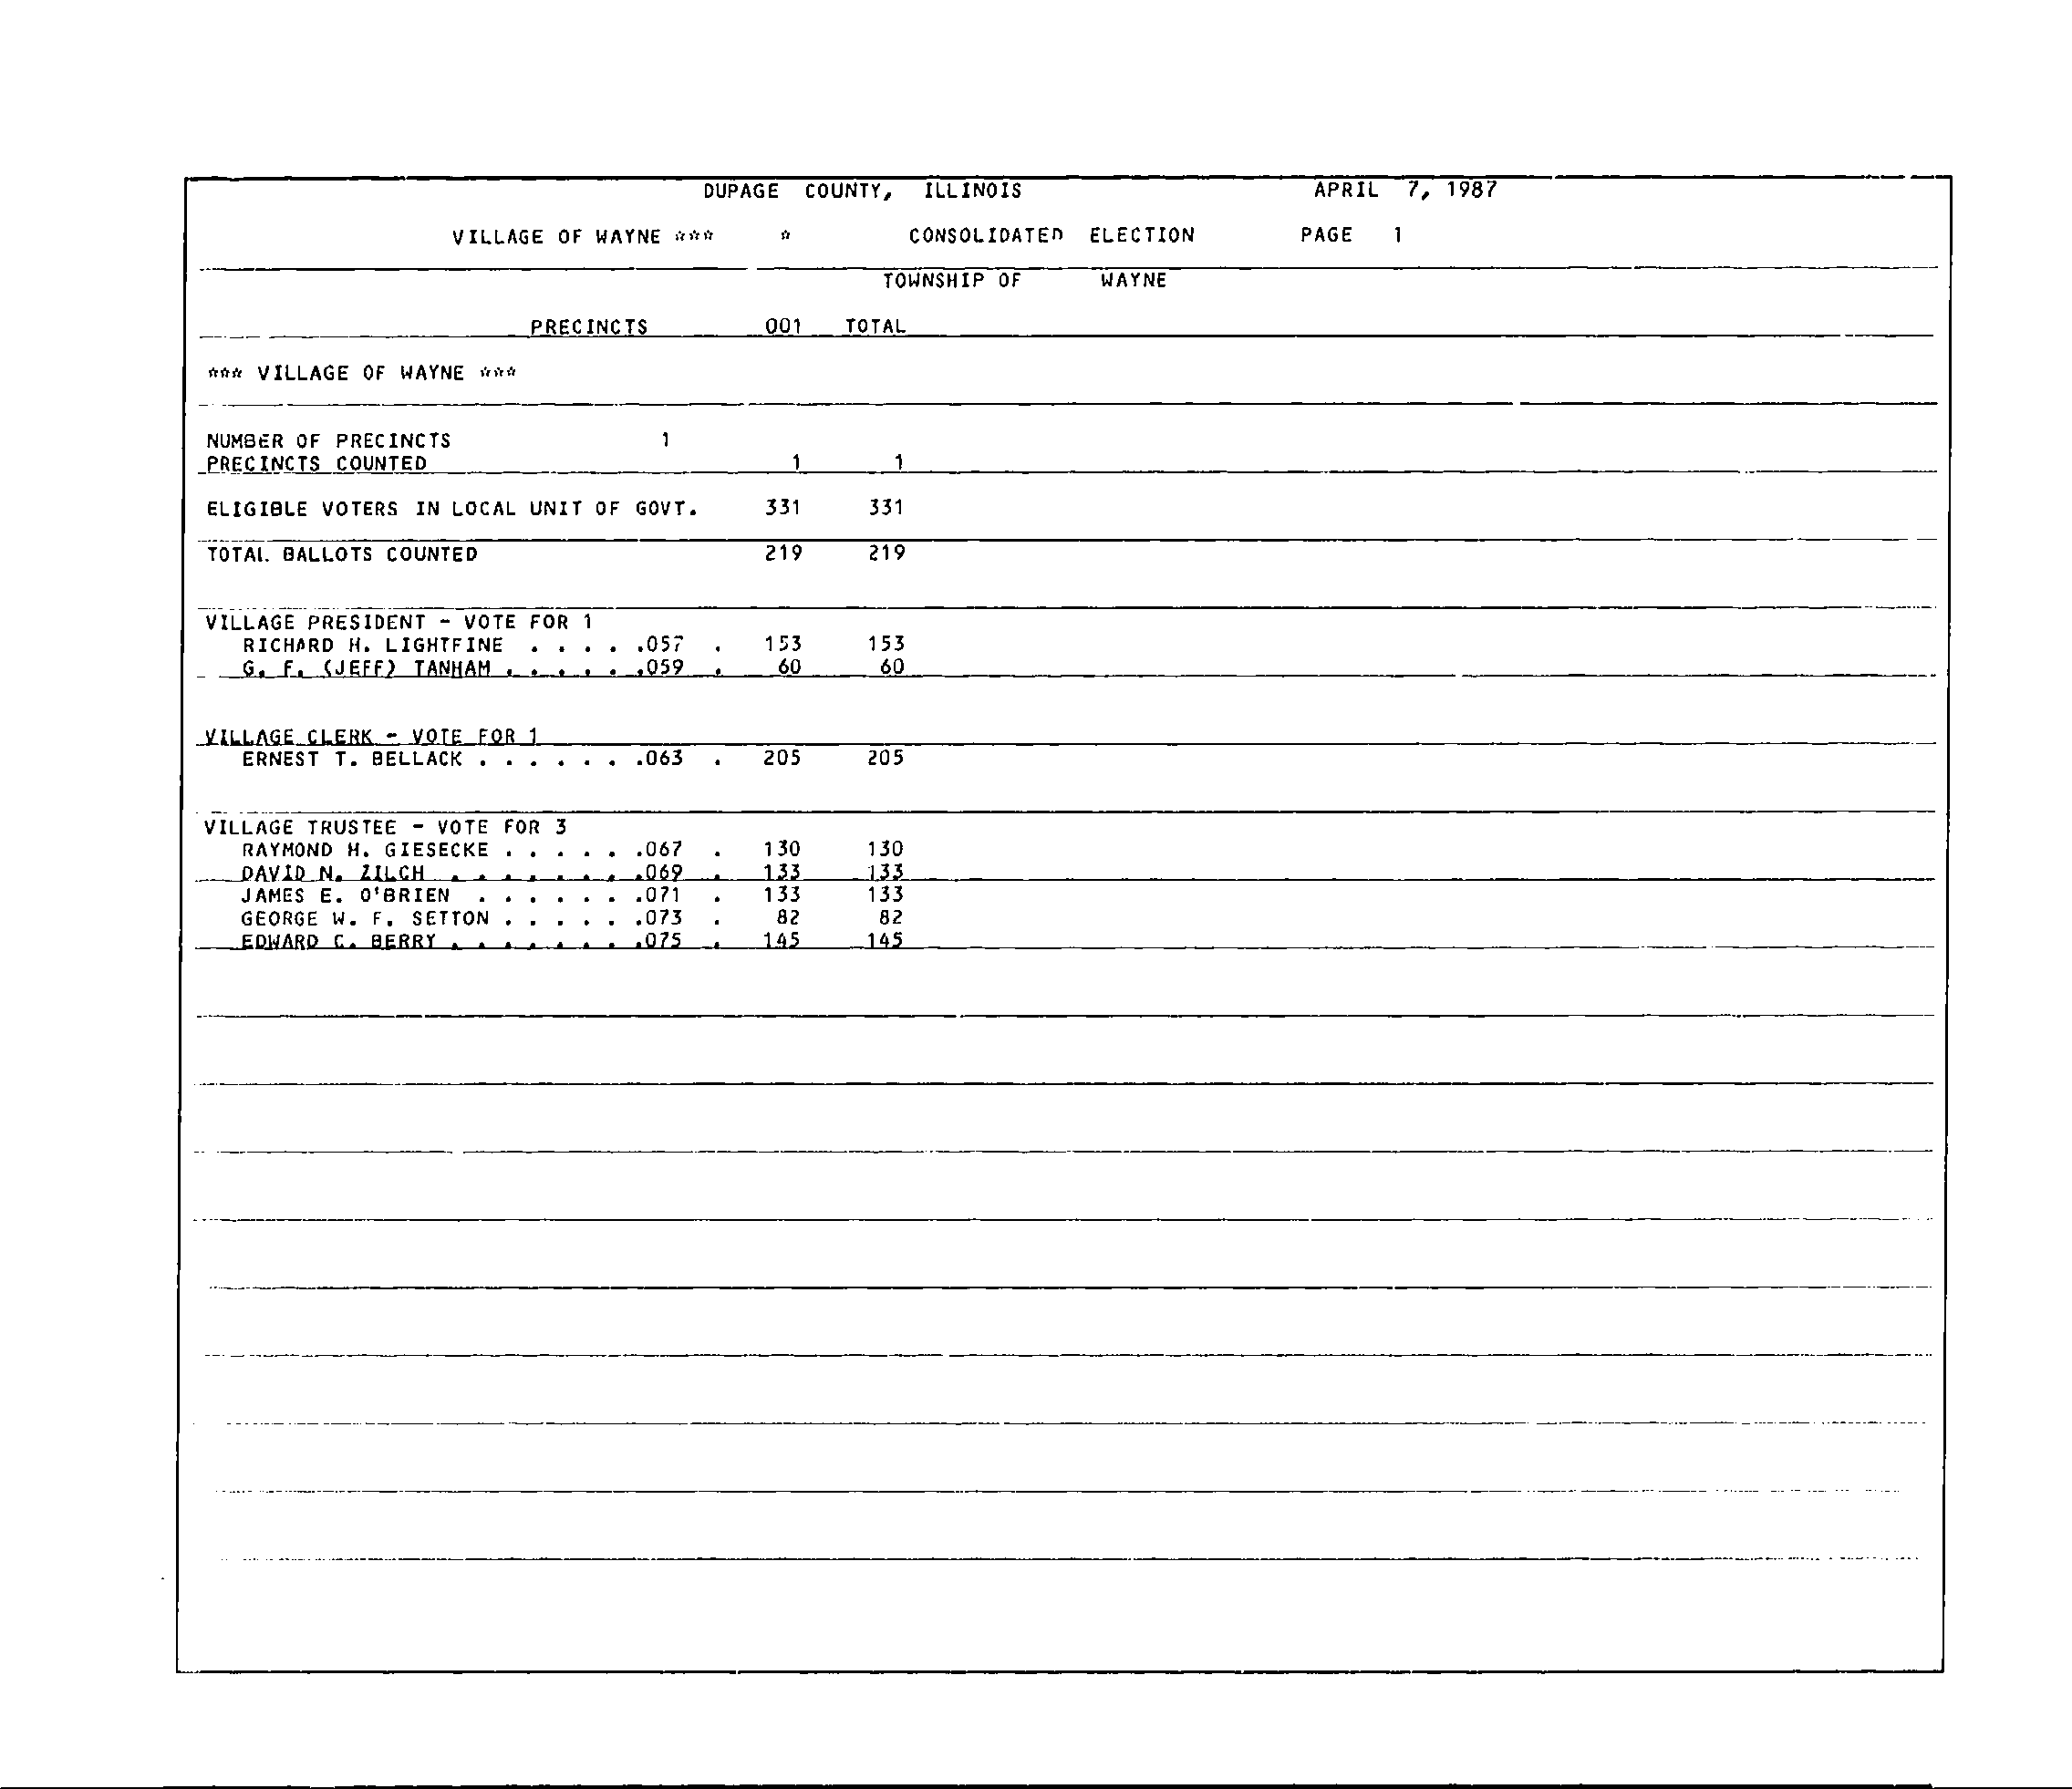 DUPAGE COUNTY, ILLINOIS APRIL 7, 1987
VILLAGE OF WAYNE *** * CONSOLIDATED ELECTION PAGE 1
TOWNSHIP OF WAYNE
PRECINCTS 001 TOTAL
*** VILLAGE OF WAYNE ***
NUMBER OF PRECINCTS 1
PRECINCTS COUNTED 1 1
ELIGIBLE VOTERS IN LOCAL UNIT OF GOVT. 331 331
TOTAL BALLOTS COUNTED 219 219
VILLAGE PRESIDENT - VOTE FOR 1
RICHARD H. LIGHTFINE . . . . .057 . 153 153
G. F. (JEFF) TANHAM . . . . . .059 . 60 60
VILLAGE CLERK - VOTE FOR 1
ERNEST T. BELLACK . . . . . . .063 . 205 205
VILLAGE TRUSTEE - VOTE FOR 3
RAYMOND H. GIESECKE . . . . . .067 . 130 130
DAVID N. ZILCH . . . . . . . .069 . 133 133
JAMES E. O'BRIEN . . . . . . .071 . 133 133
GEORGE W. F. SETTON . . . . . .073 . 82 82
EDWARD C. BERRY . . . . . . . .075 . 145 145